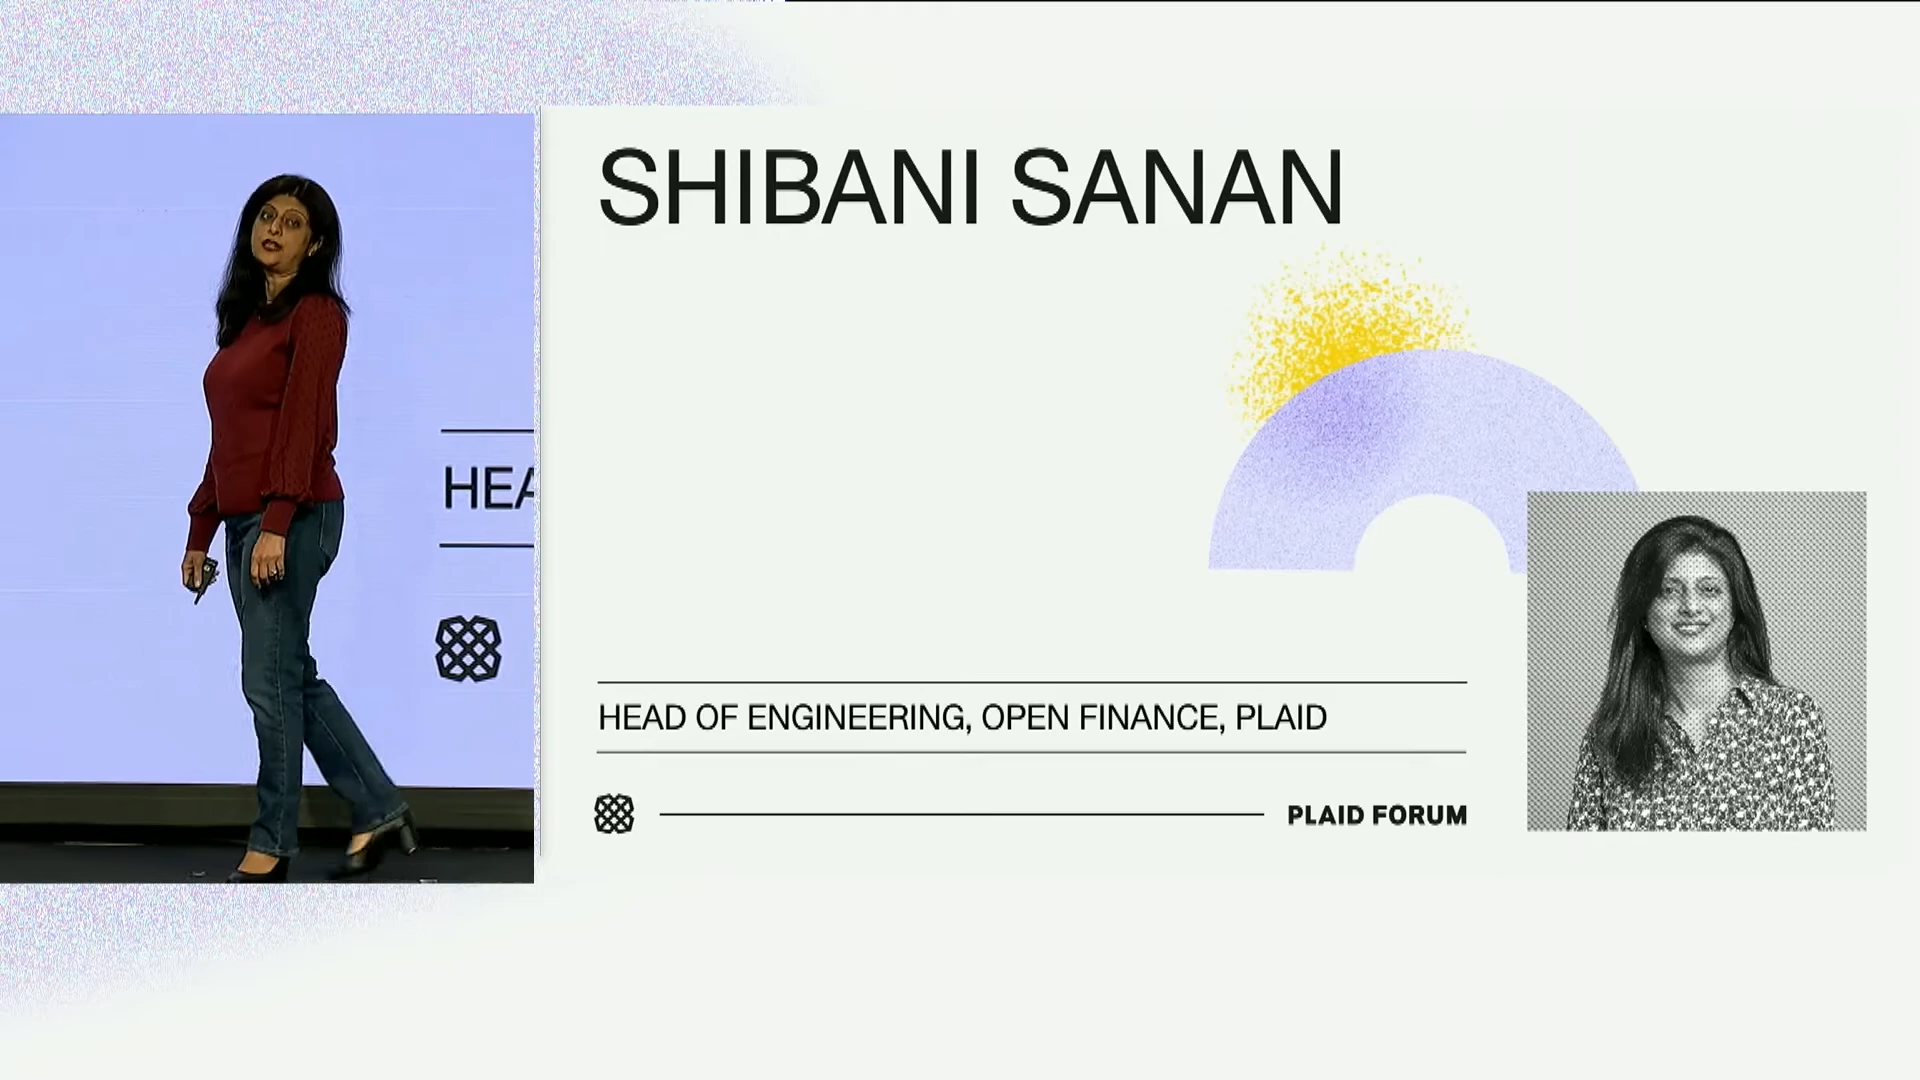 SHIBANI SANAN
HEA
HEAD OF ENGINEERING, OPEN FINANCE, PLAID
PLAID FORUM